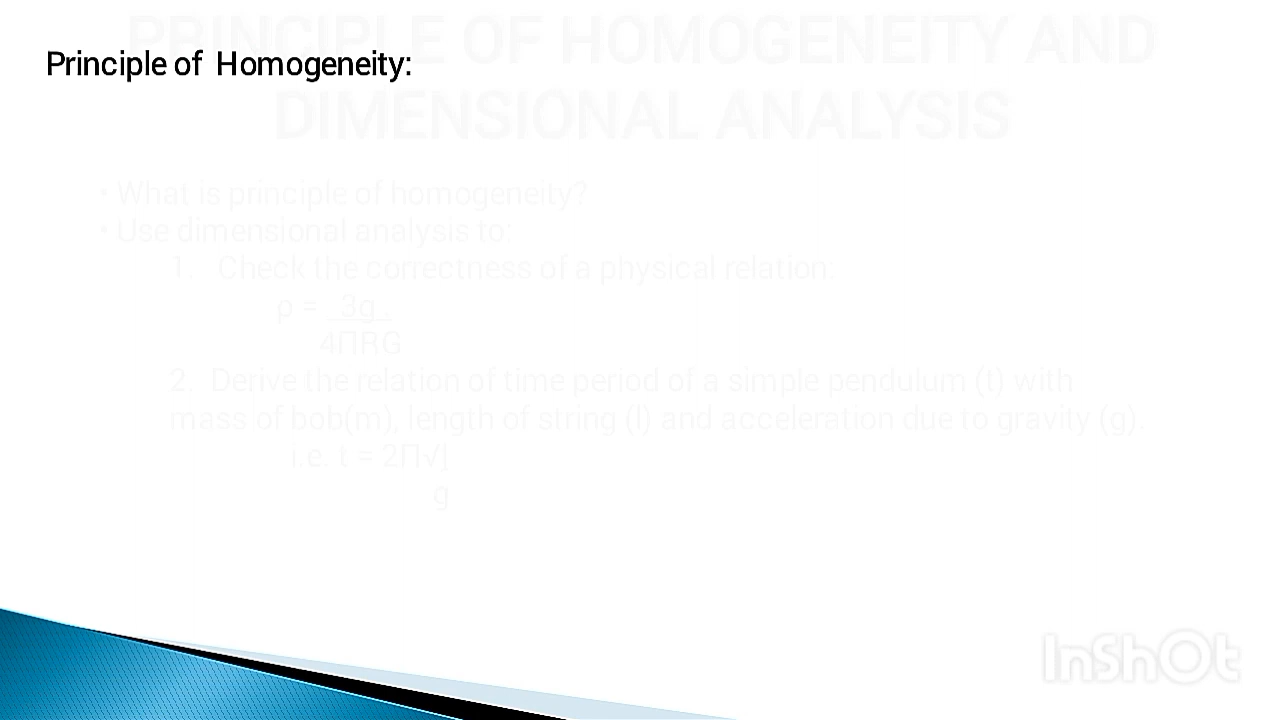 PRINCIPLE OF HOMOGENEITY AND
Principle of Homogeneity:
DIMENSIONAL ANALYSIS
• What is principle of homogeneity?
• Use dimensional analysis to:
1. Check the correctness of a physical relation:
ρ = 3g .
4ΠRG
2. Derive the relation of time period of a simple pendulum (t) with
mass of bob(m), length of string (l) and acceleration due to gravity (g).
i.e. t = 2Π√l
g
InShOt